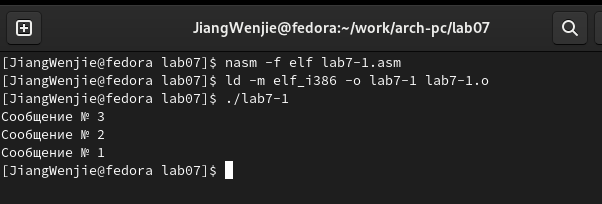 JiangWenjie@fedora:~/work/arch-pc/lab07
[JiangWenjie@fedora lab07]$ nasm -f elf lab7-1.asm
[JiangWenjie@fedora lab07]$ ld -m elf_i386 -o lab7-1 lab7-1.o
[JiangWenjie@fedora lab07]$ ./lab7-1
Сообщение № 3
Сообщение № 2
Сообщение № 1
[JiangWenjie@fedora lab07]$